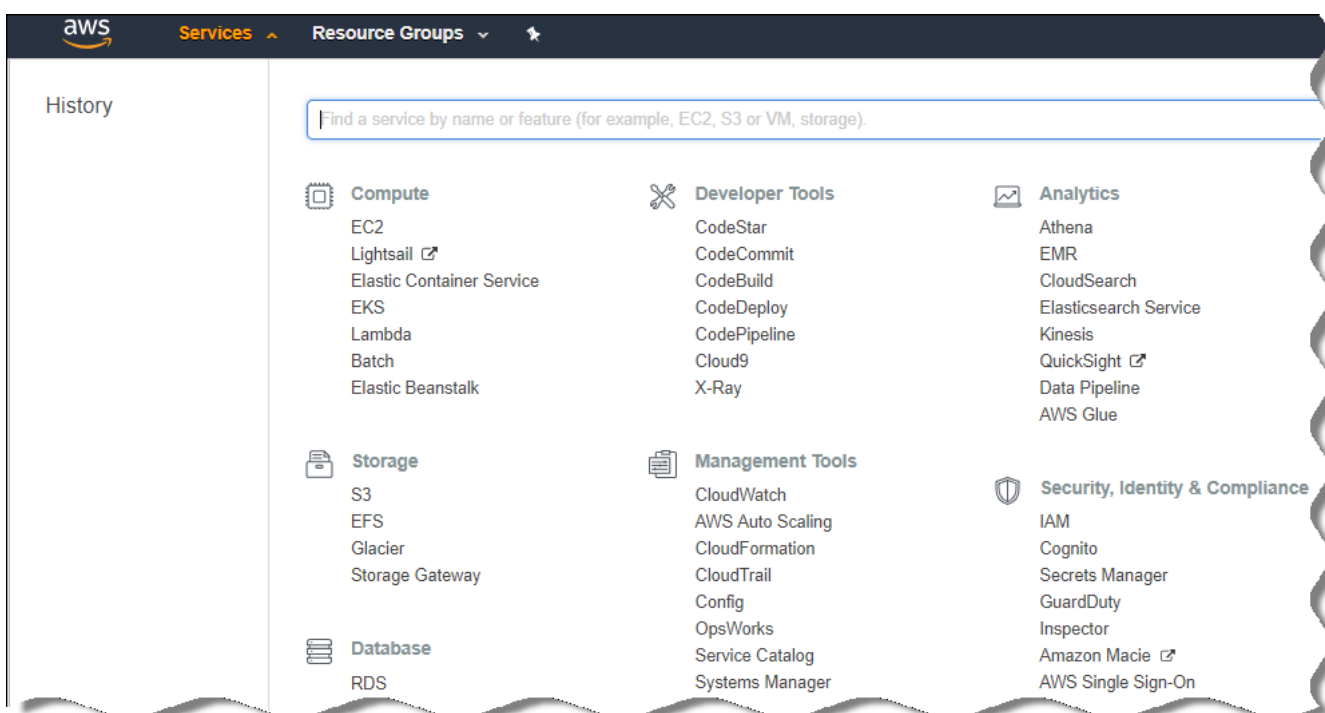 aws
Services
Resource Groups
History
Find a service by name or feature (for example, EC2, S3 or VM, storage).
Compute
EC2
Lightsail
Elastic Container Service
EKS
Lambda
Batch
Elastic Beanstalk
Storage
S3
EFS
Glacier
Storage Gateway
Database
RDS
Developer Tools
CodeStar
CodeCommit
CodeBuild
CodeDeploy
CodePipeline
Cloud9
X-Ray
Management Tools
CloudWatch
AWS Auto Scaling
CloudFormation
CloudTrail
Config
OpsWorks
Service Catalog
Systems Manager
Analytics
Athena
EMR
CloudSearch
Elasticsearch Service
Kinesis
QuickSight
Data Pipeline
AWS Glue
Security, Identity & Compliance
IAM
Cognito
Secrets Manager
GuardDuty
Inspector
Amazon Macie
AWS Single Sign-On